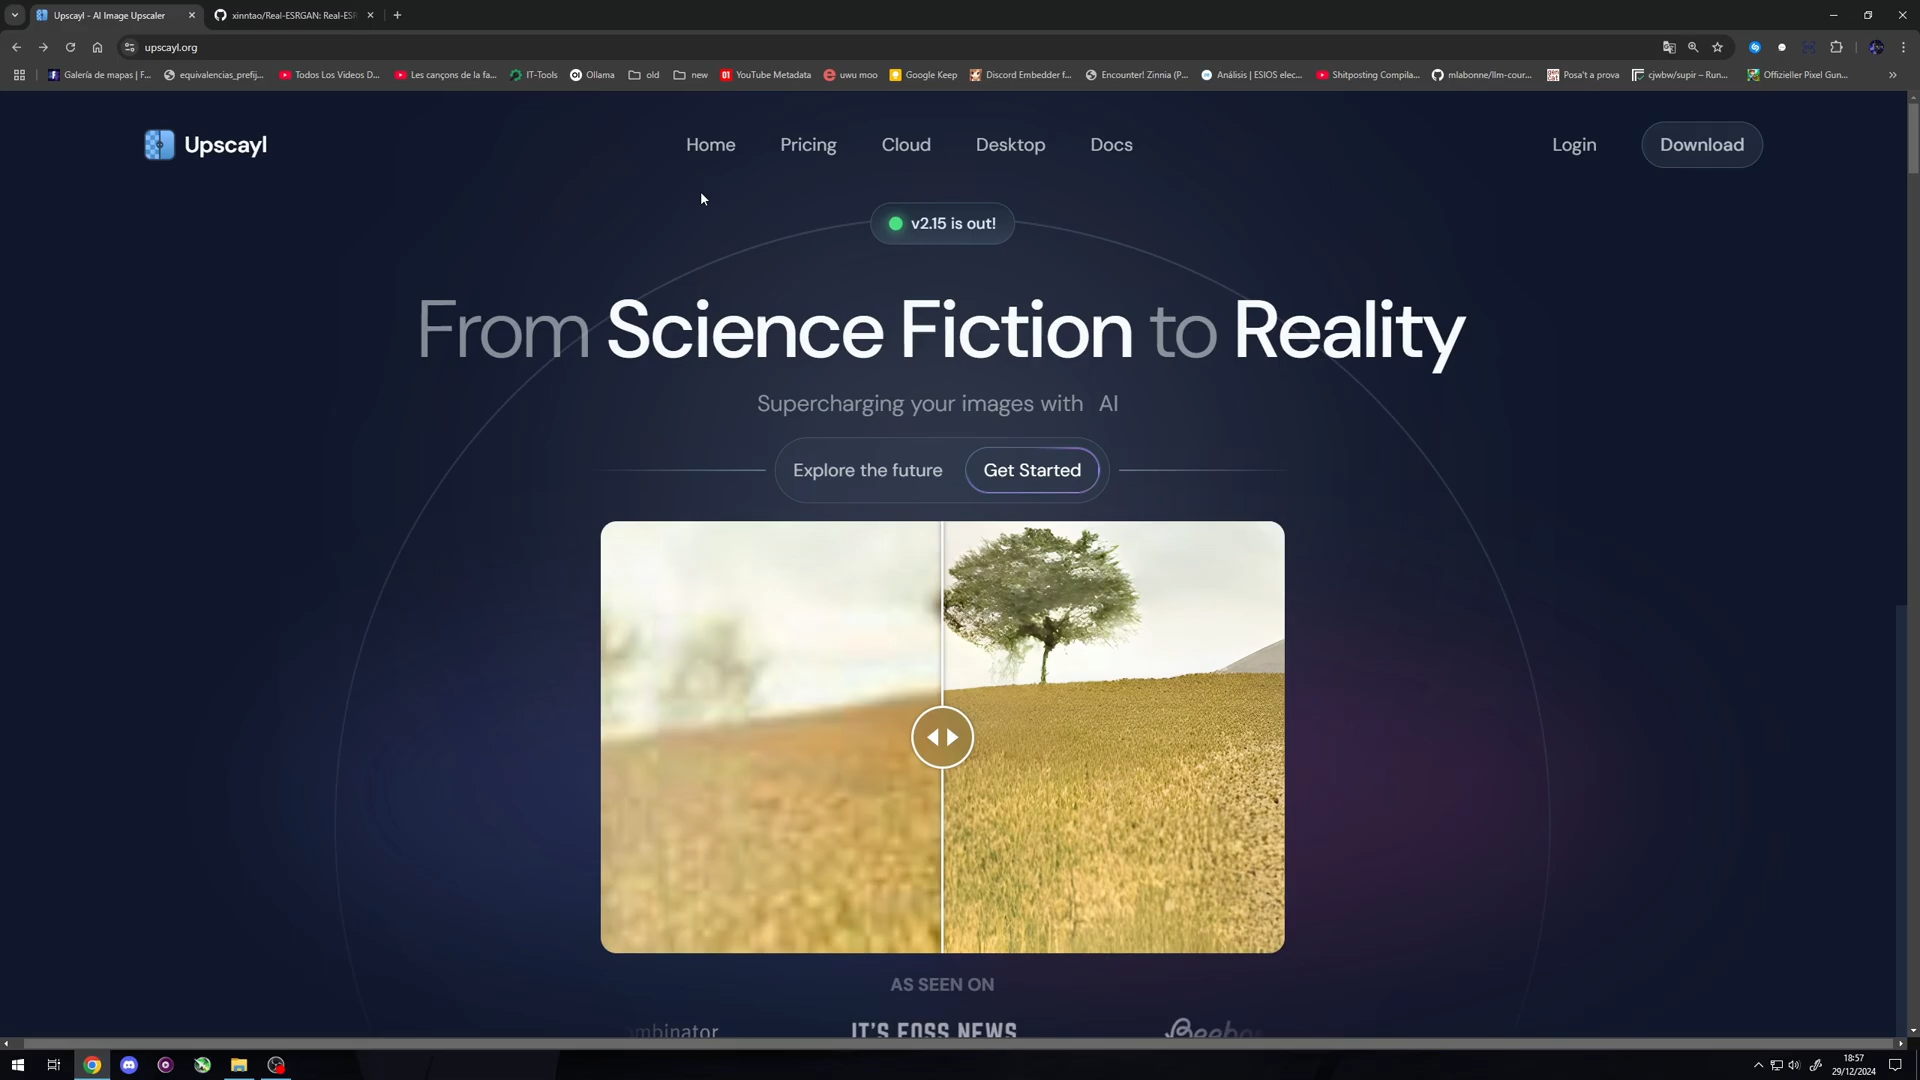 Upscayl - AI Image Upscaler
xinntao/Real-ESRGAN: Real-ESR
upscayl.org
Galería de mapas | F...
equivalencias_prefij...
Todos Los Videos D...
Les cançons de la fa...
IT-Tools
Ollama
old
new
YouTube Metadata
uwu moo
Google Keep
Discord Embedder f...
Encounter! Zinnia (P...
Análisis | ESIOS elec...
Shitposting Compila...
mlabonne/llm-cour...
Posa't a prova
cjwbw/supir – Run...
Offizieller Pixel Gun...
Upscayl
Home
Pricing
Cloud
Desktop
Docs
Login
Download
v2.15 is out!
From Science Fiction to Reality
Supercharging your images with AI
Explore the future
Get Started
AS SEEN ON
mbinator
IT'S FOSS NEWS
Beebo
18:57
29/12/2024